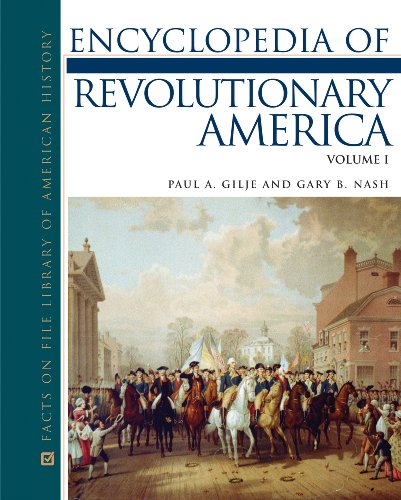 ENCYCLOPEDIA OF
REVOLUTIONARY
AMERICA
VOLUME I
PAUL A. GILJE AND GARY B. NASH
FACTS ON FILE LIBRARY OF AMERICAN HISTORY